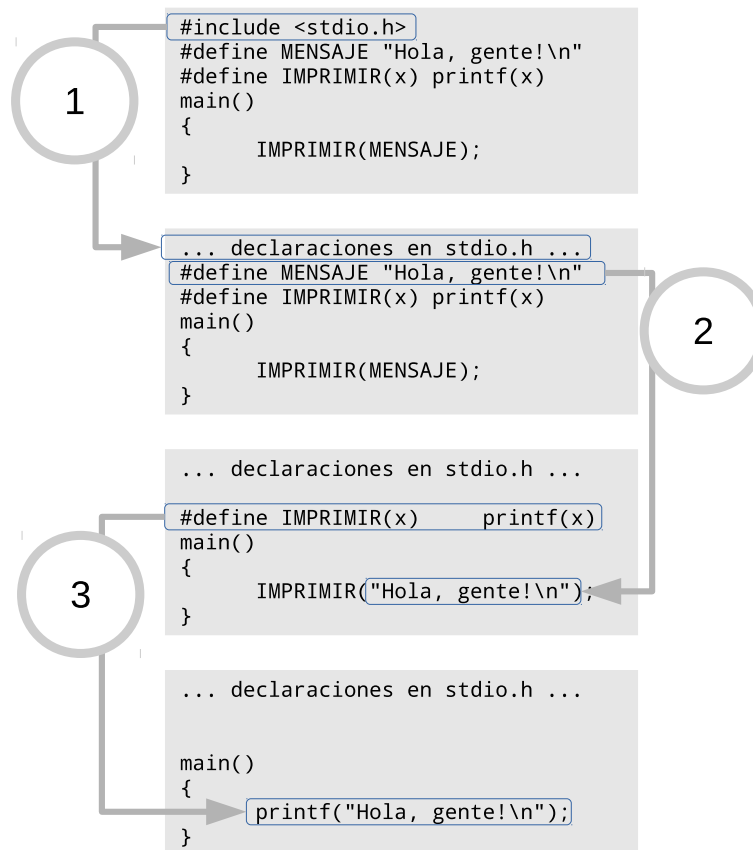 #include <stdio.h>
#define MENSAJE "Hola, gente!\n"
#define IMPRIMIR(x) printf(x)
main()
{
IMPRIMIR(MENSAJE);
}
1
... declaraciones en stdio.h ...
#define MENSAJE "Hola, gente!\n"
#define IMPRIMIR(x) printf(x)
main()
{
IMPRIMIR(MENSAJE);
}
2
... declaraciones en stdio.h ...
#define IMPRIMIR(x) printf(x)
main()
{
IMPRIMIR("Hola, gente!\n");
}
3
... declaraciones en stdio.h ...
main()
{
printf("Hola, gente!\n");
}